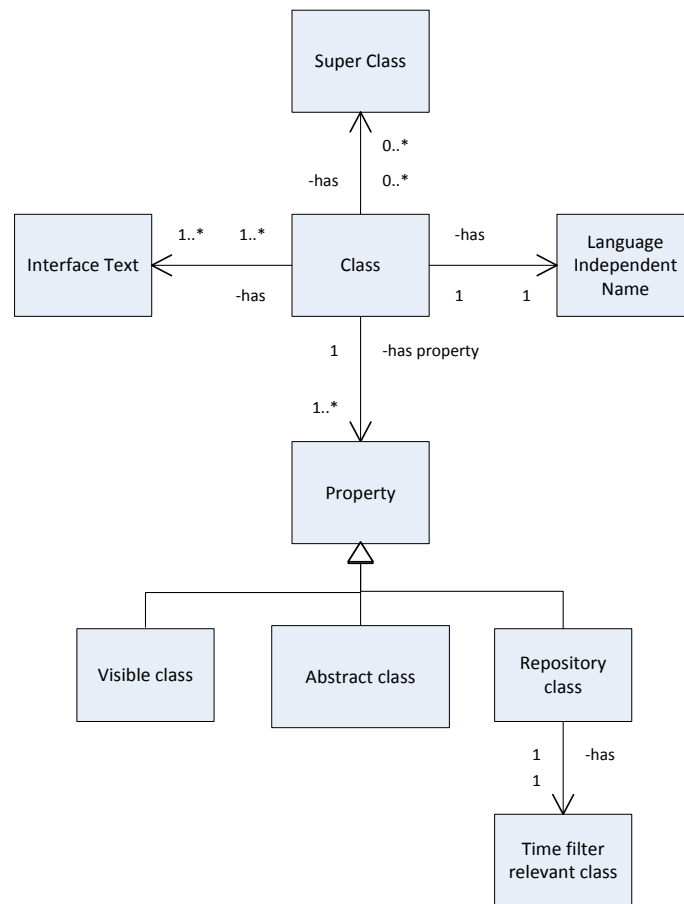 Super Class
0..*
-has
0..*
1..*
1..*
-has
Interface Text
Class
Language
Independent
Name
-has
1
1
1
-has property
1..*
Property
Visible class
Abstract class
Repository
class
1
-has
1
Time filter
relevant class